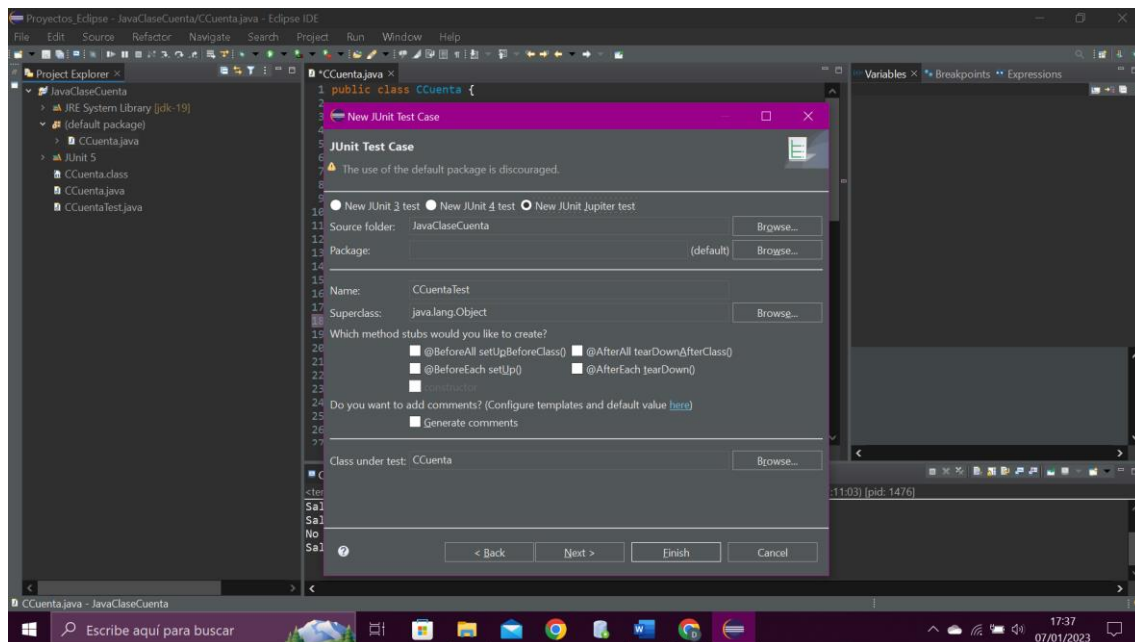 Proyectos_Eclipse - JavaClaseCuenta/CCuenta.java - Eclipse IDE
File Edit Source Refactor Navigate Search Project Run Window Help
Project Explorer
*CCuenta.java
Variables Breakpoints Expressions
JavaClaseCuenta
JRE System Library [jdk-19]
(default package)
CCuenta.java
JUnit 5
CCuenta.class
CCuenta.java
CCuentaTest.java
1 public class CCuenta {
New JUnit Test Case
JUnit Test Case
The use of the default package is discouraged.
New JUnit 3 test New JUnit 4 test New JUnit Jupiter test
Source folder: JavaClaseCuenta Browse...
Package: (default) Browse...
Name: CCuentaTest
Superclass: java.lang.Object Browse...
Which method stubs would you like to create?
@BeforeAll setUpBeforeClass() @AfterAll tearDownAfterClass()
@BeforeEach setUp() @AfterEach tearDown()
constructor
Do you want to add comments? (Configure templates and default value here)
Generate comments
Class under test: CCuenta Browse...
< Back Next > Finish Cancel
<ter
:11:03) [pid: 1476]
Sal
Sal
No
Sal
CCuenta.java - JavaClaseCuenta
Escribe aquí para buscar
17:37
07/01/2023